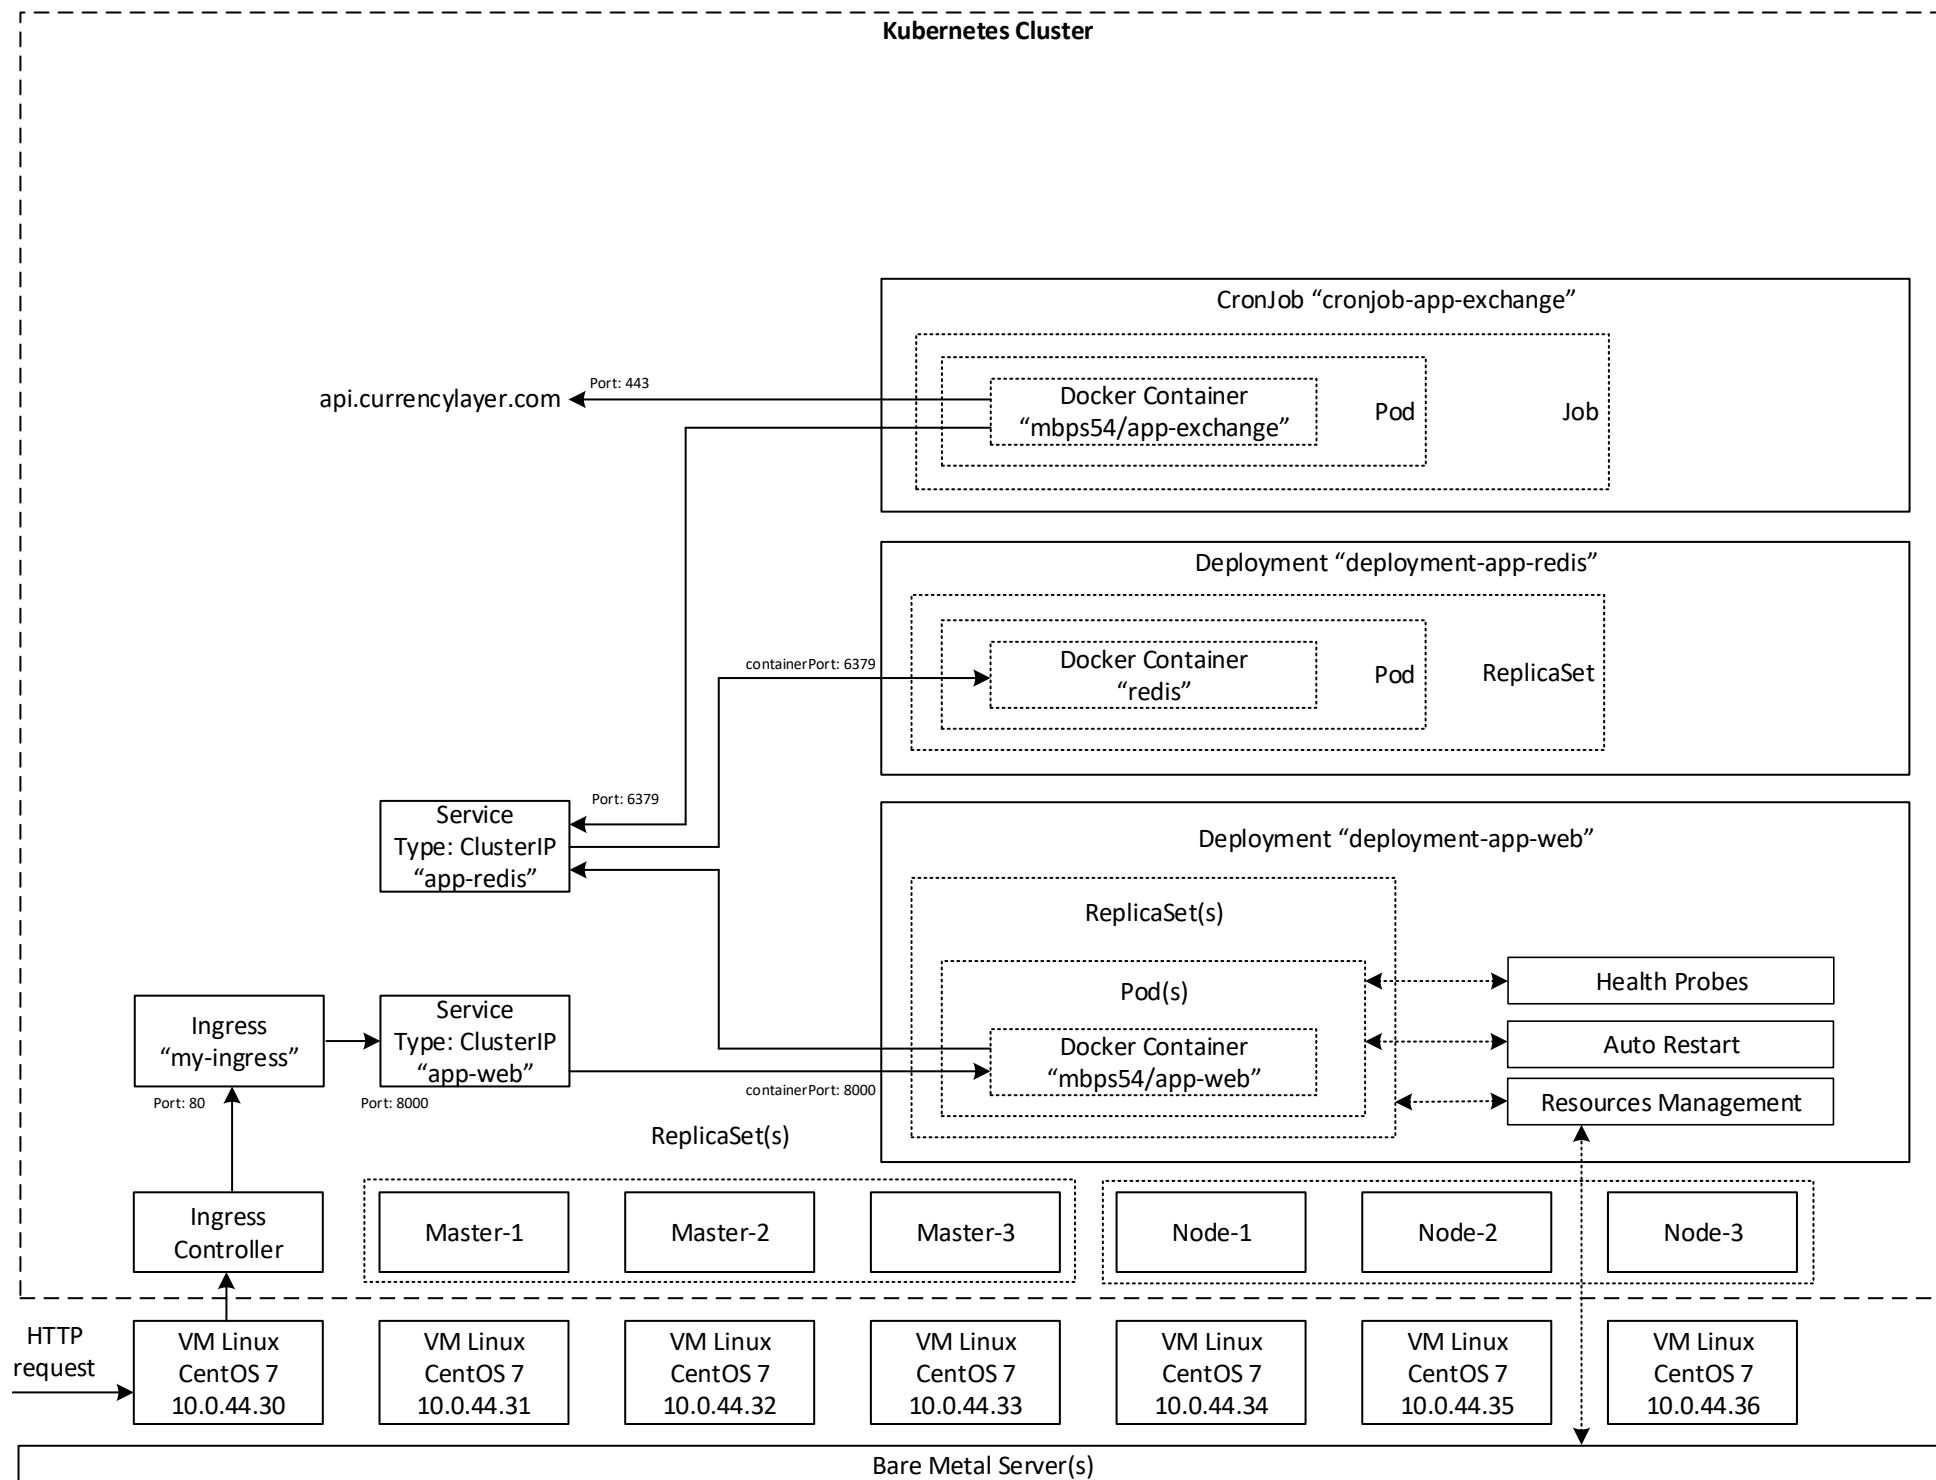 Kubernetes Cluster
CronJob “cronjob-app-exchange”
Port: 443
api.currencylayer.com
Docker Container
“mbps54/app-exchange”
Pod
Job
Deployment “deployment-app-redis”
containerPort: 6379
Docker Container
“redis”
Pod
ReplicaSet
Port: 6379
Service
Type: ClusterIP
“app-redis”
Deployment “deployment-app-web”
ReplicaSet(s)
Pod(s)
Docker Container
“mbps54/app-web”
Health Probes
Auto Restart
Resources Management
Ingress
“my-ingress”
Port: 80
Service
Type: ClusterIP
“app-web”
Port: 8000
containerPort: 8000
ReplicaSet(s)
Ingress
Controller
Master-1
Master-2
Master-3
Node-1
Node-2
Node-3
HTTP
request
VM Linux
CentOS 7
10.0.44.30
VM Linux
CentOS 7
10.0.44.31
VM Linux
CentOS 7
10.0.44.32
VM Linux
CentOS 7
10.0.44.33
VM Linux
CentOS 7
10.0.44.34
VM Linux
CentOS 7
10.0.44.35
VM Linux
CentOS 7
10.0.44.36
Bare Metal Server(s)